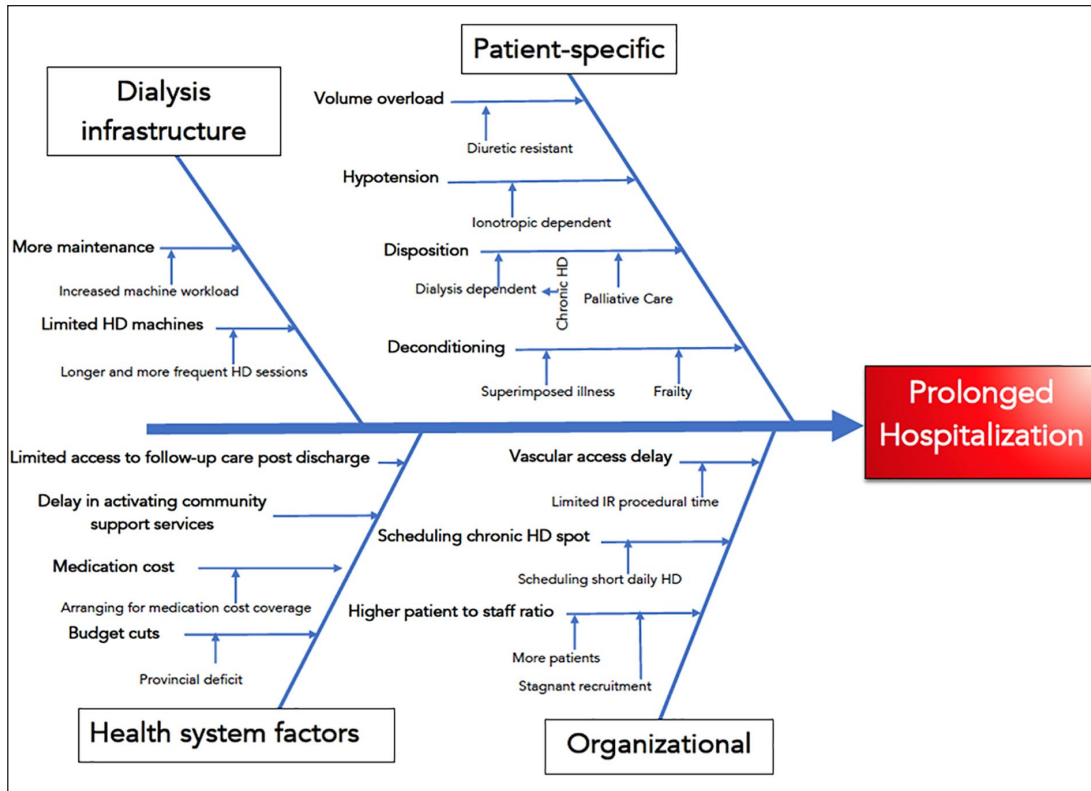 Patient-specific
Dialysis
infrastructure
Volume overload
Diuretic resistant
Hypotension
Ionotropic dependent
Disposition
Dialysis dependent
Chronic HD
Palliative Care
Deconditioning
Superimposed illness
Frailty
More maintenance
Increased machine workload
Limited HD machines
Longer and more frequent HD sessions
Prolonged
Hospitalization
Limited access to follow-up care post discharge
Delay in activating community
support services
Medication cost
Arranging for medication cost coverage
Budget cuts
Provincial deficit
Health system factors
Vascular access delay
Limited IR procedural time
Scheduling chronic HD spot
Scheduling short daily HD
Higher patient to staff ratio
More patients
Stagnant recruitment
Organizational